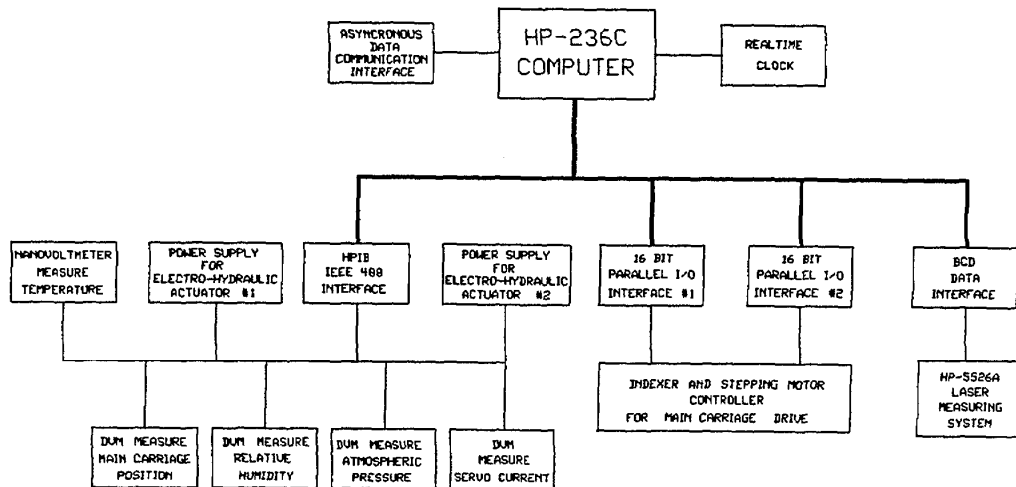 ASYNCRONOUS
DATA
COMMUNICATION
INTERFACE
HP-236C
COMPUTER
REALTIME
CLOCK
NANOVOLTMETER
MEASURE
TEMPERATURE
POWER SUPPLY
FOR
ELECTRO-HYDRAULIC
ACTUATOR #1
HPIB
IEEE 488
INTERFACE
POWER SUPPLY
FOR
ELECTRO-HYDRAULIC
ACTUATOR #2
16 BIT
PARALLEL I/O
INTERFACE #1
16 BIT
PARALLEL I/O
INTERFACE #2
BCD
DATA
INTERFACE
INDEXER AND STEPPING MOTOR
CONTROLLER
FOR MAIN CARRIAGE DRIVE
HP-5526A
LASER
MEASURING
SYSTEM
DVM MEASURE
MAIN CARRIAGE
POSITION
DVM MEASURE
RELATIVE
HUMIDITY
DVM MEASURE
ATMOSPHERIC
PRESSURE
DVM
MEASURE
SERVO CURRENT